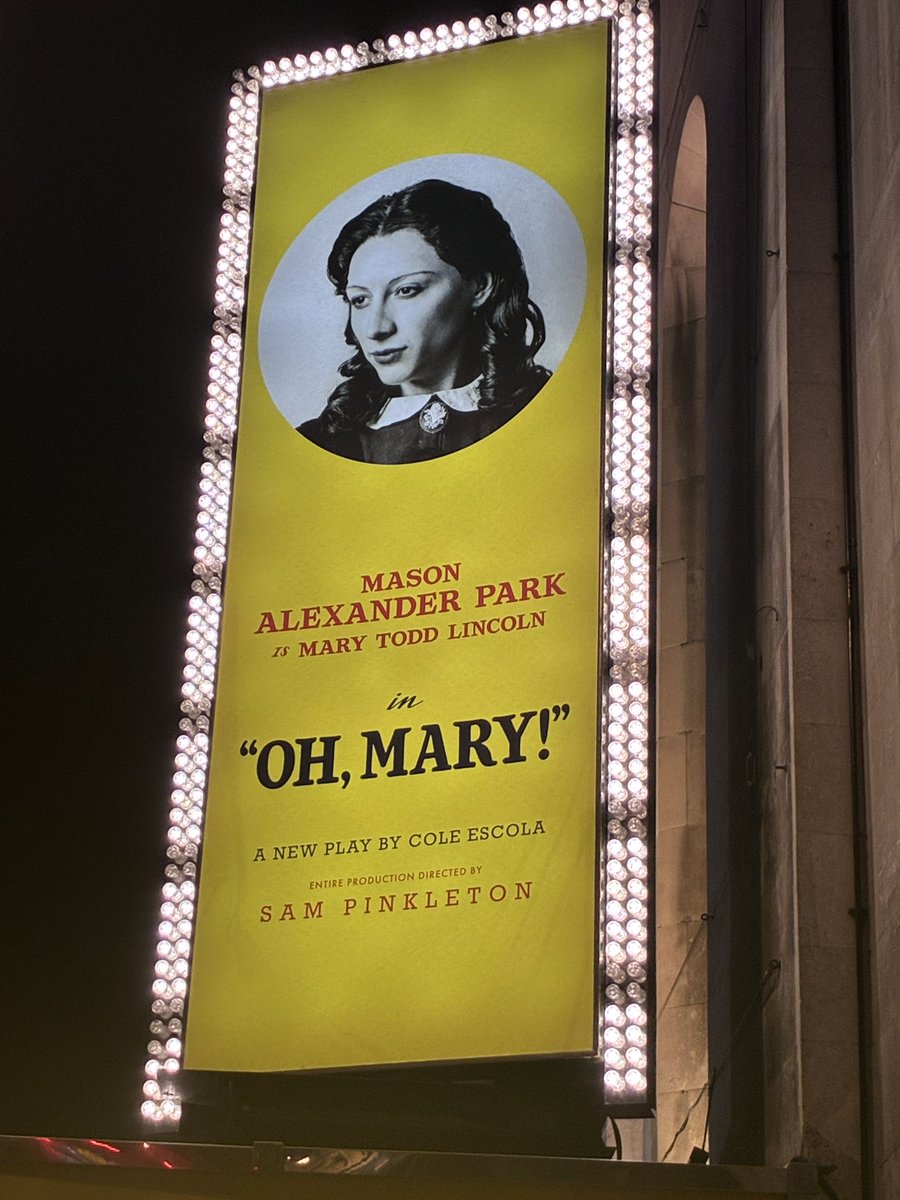 MASON
ALEXANDER PARK
IS MARY TODD LINCOLN
in
“OH, MARY!”
A NEW PLAY BY COLE ESCOLA
ENTIRE PRODUCTION DIRECTED BY
SAM PINKLETON